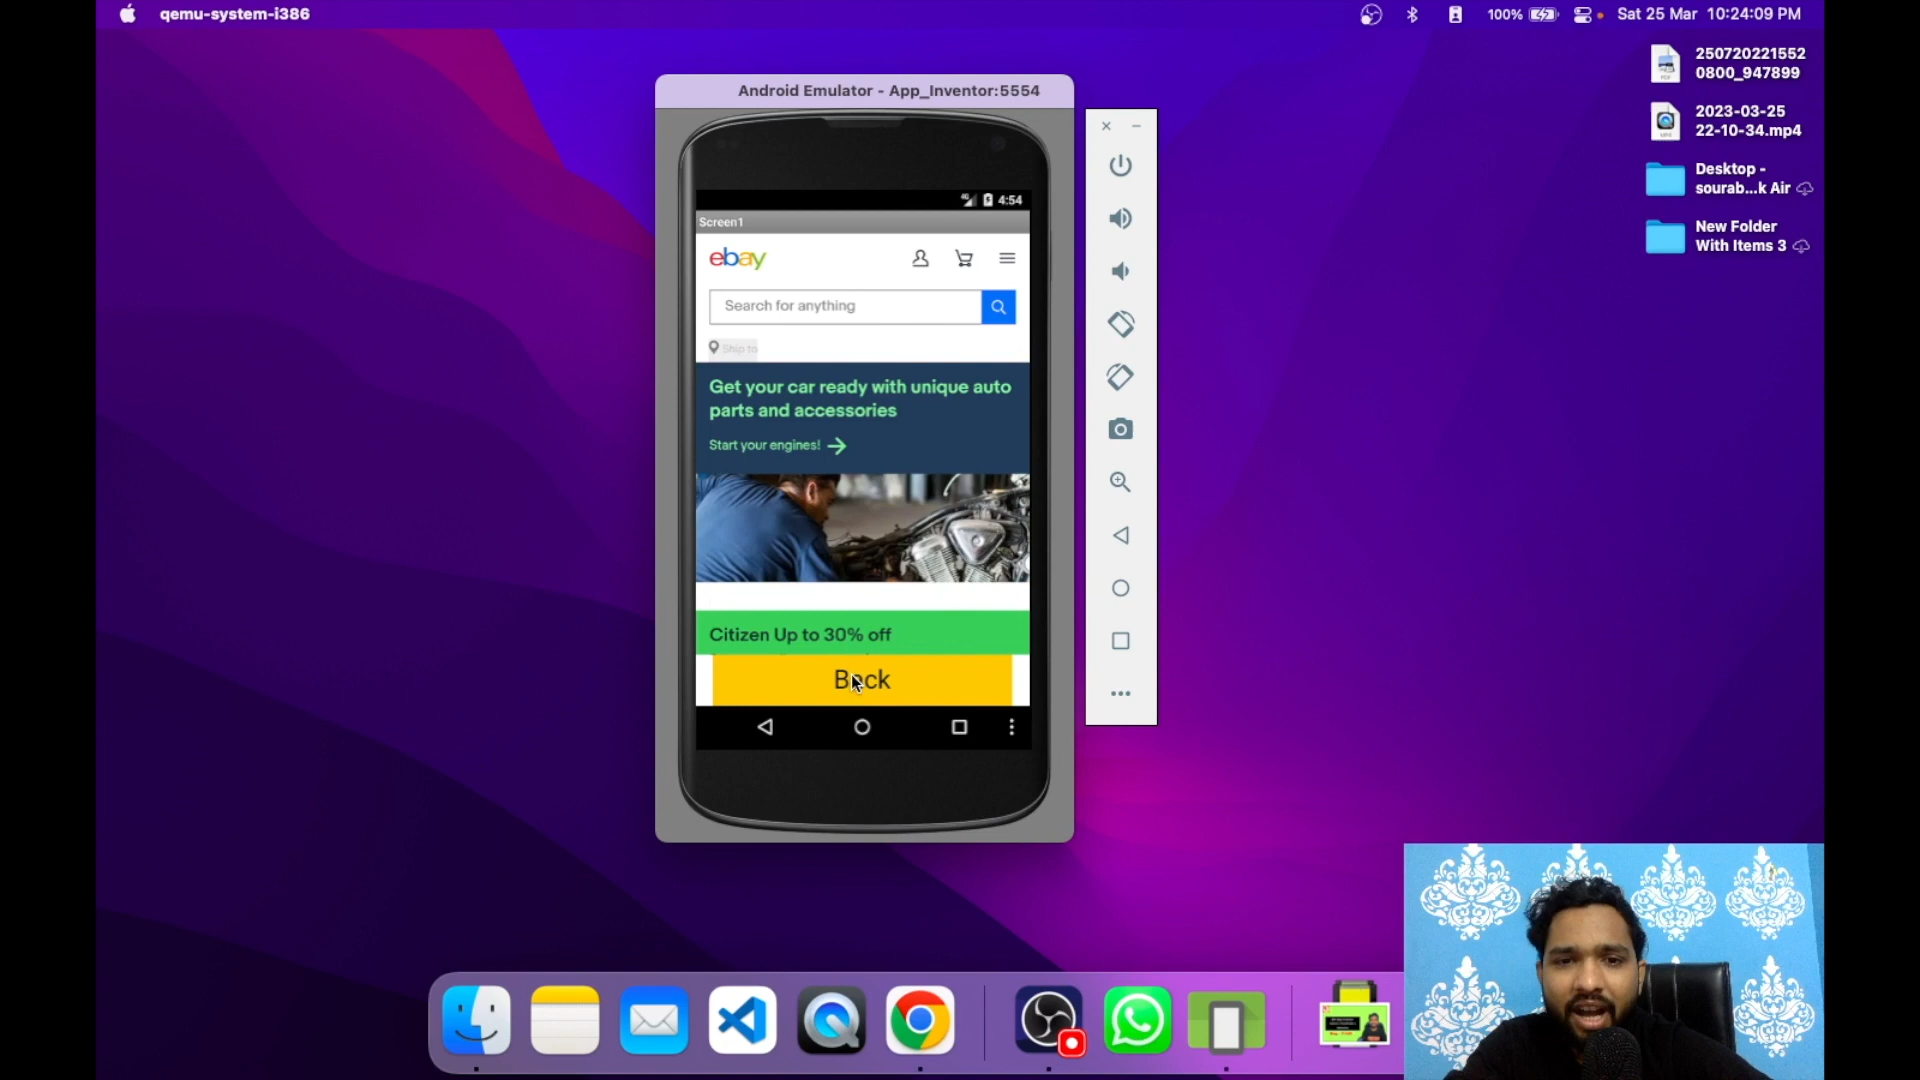 qemu-system-i386
100%
Sat 25 Mar 10:24:09 PM
250720221552
0800_947899
2023-03-25
22-10-34.mp4
Desktop -
sourab...k Air
New Folder
With Items 3
Android Emulator - App_Inventor:5554
4:54
Screen1
ebay
Search for anything
Ship to
Get your car ready with unique auto
parts and accessories
Start your engines!
Citizen Up to 30% off
Back